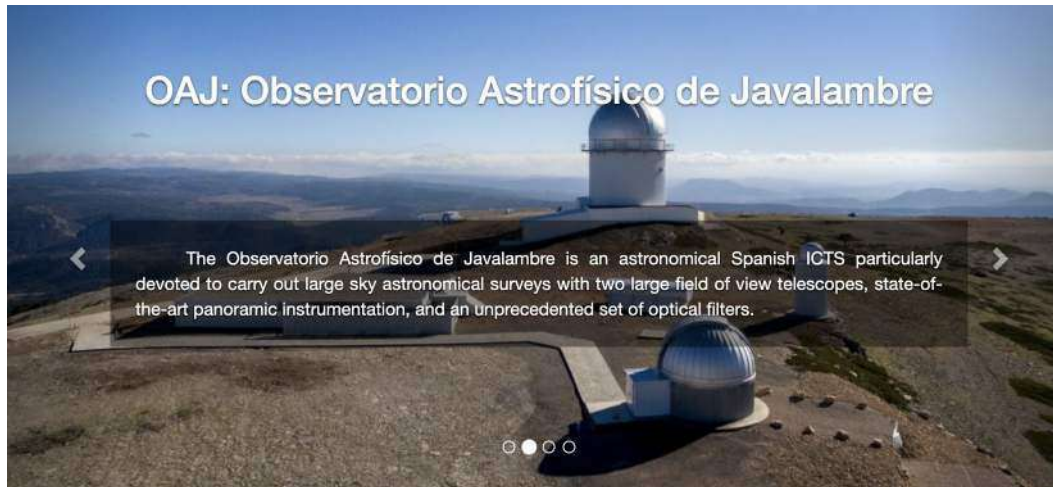 OAJ: Observatorio Astrofísico de Javalambre
The Observatorio Astrofísico de Javalambre is an astronomical Spanish ICTS particularly
devoted to carry out large sky astronomical surveys with two large field of view telescopes, state-of-
the-art panoramic instrumentation, and an unprecedented set of optical filters.